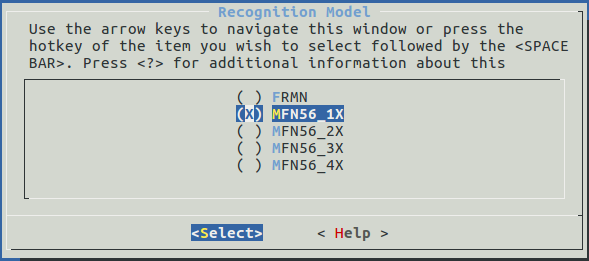 Recognition Model
Use the arrow keys to navigate this window or press the
hotkey of the item you wish to select followed by the <SPACE
BAR>. Press <?> for additional information about this
( ) FRMN
(X) MFN56_1X
( ) MFN56_2X
( ) MFN56_3X
( ) MFN56_4X
<Select> < Help >